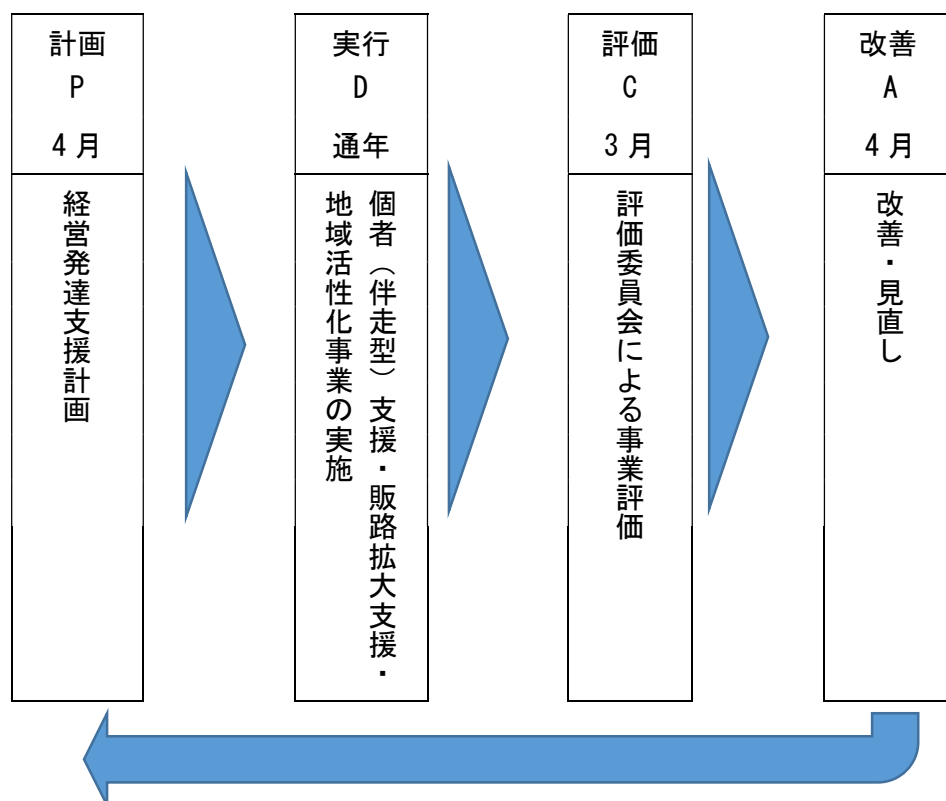 計画
P
4月
経営発達支援計画
実行
D
通年
個者（伴走型）支援・販路拡大支援・
地域活性化事業の実施
評価
C
3月
評価委員会による事業評価
改善
A
4月
改善・見直し